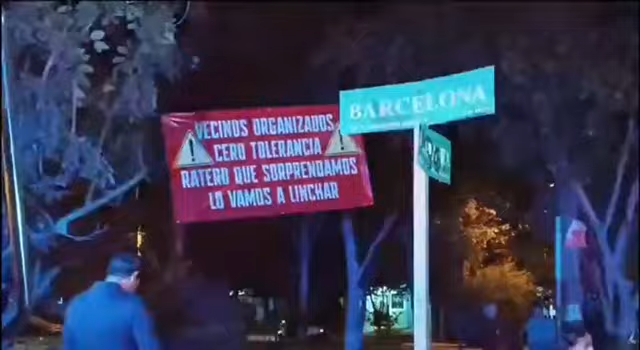 VECINOS ORGANIZADOS
CERO TOLERANCIA
RATERO QUE SORPRENDAMOS
LO VAMOS A LINCHAR
BARCELONA